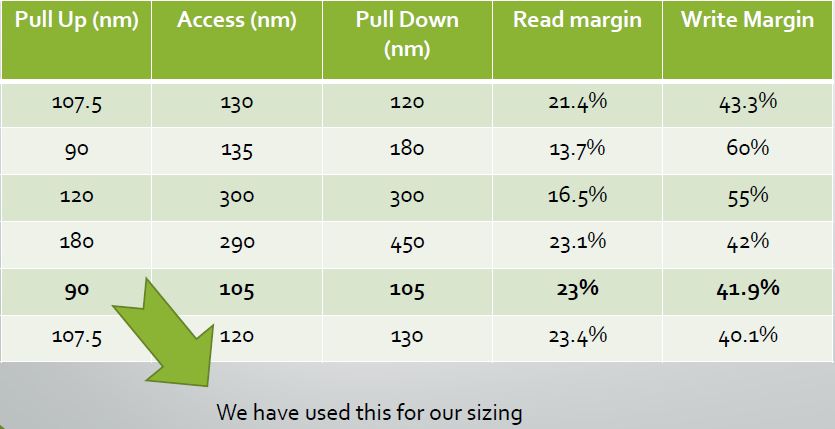 Pull Up (nm) Access (nm) Pull Down (nm) Read margin Write Margin
107.5 130 120 21.4% 43.3%
90 135 180 13.7% 60%
120 300 300 16.5% 55%
180 290 450 23.1% 42%
90 105 105 23% 41.9%
107.5 120 130 23.4% 40.1%
We have used this for our sizing